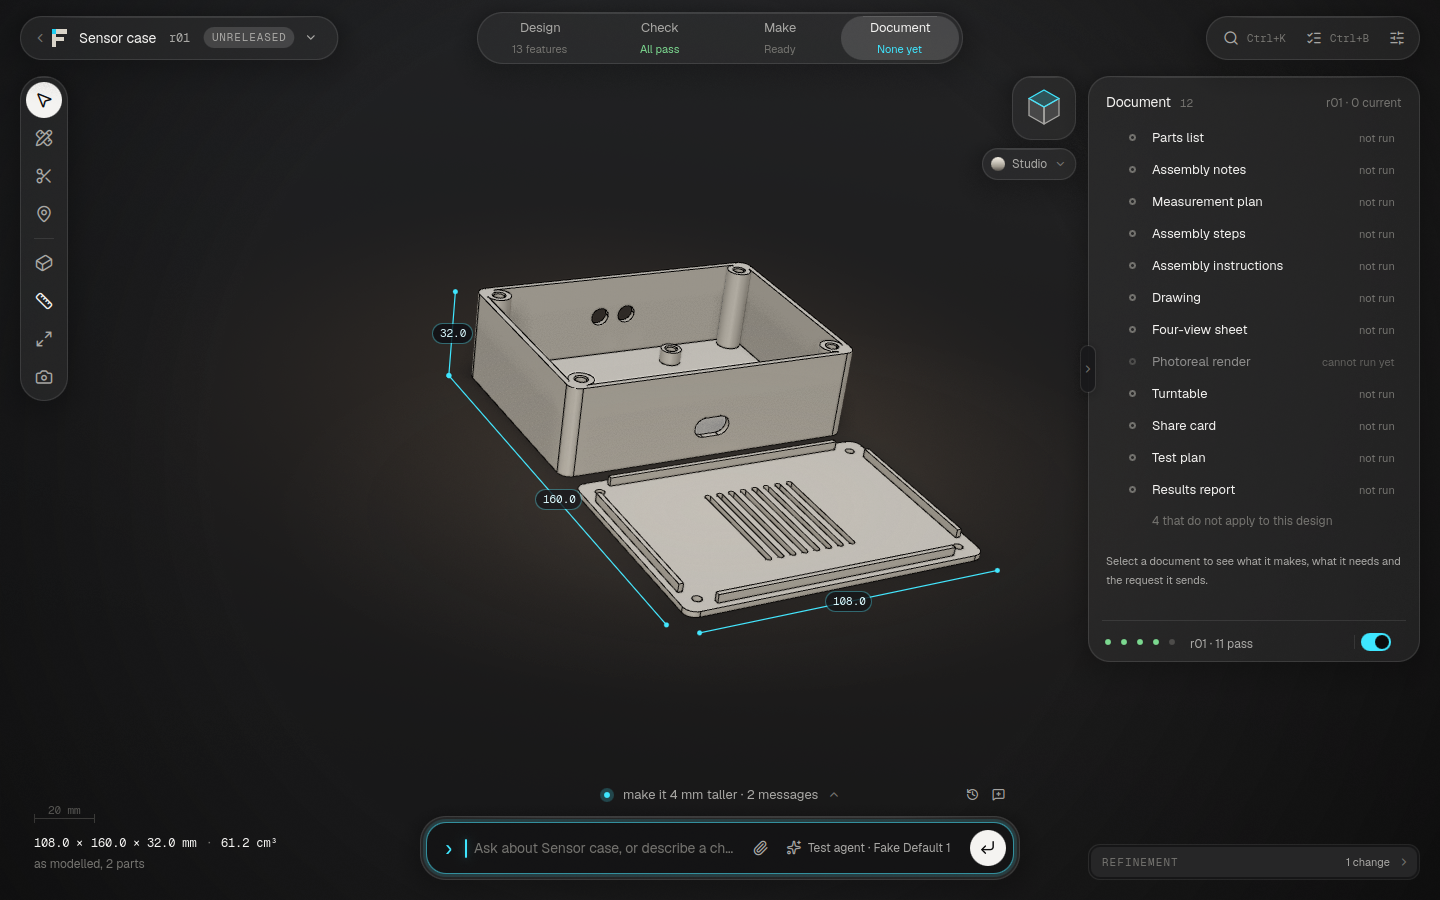 Sensor case r01 UNRELEASED
Design
13 features
Check
All pass
Make
Ready
Document
None yet
Ctrl+K Ctrl+B
Studio
Document 12 r01 · 0 current
Parts list not run
Assembly notes not run
Measurement plan not run
Assembly steps not run
Assembly instructions not run
Drawing not run
Four-view sheet not run
Photoreal render cannot run yet
Turntable not run
Share card not run
Test plan not run
Results report not run
4 that do not apply to this design
Select a document to see what it makes, what it needs and
the request it sends.
r01 · 11 pass
32.0
160.0
108.0
make it 4 mm taller · 2 messages
Ask about Sensor case, or describe a ch…
Test agent · Fake Default 1
20 mm
108.0 × 160.0 × 32.0 mm · 61.2 cm³
as modelled, 2 parts
REFINEMENT 1 change